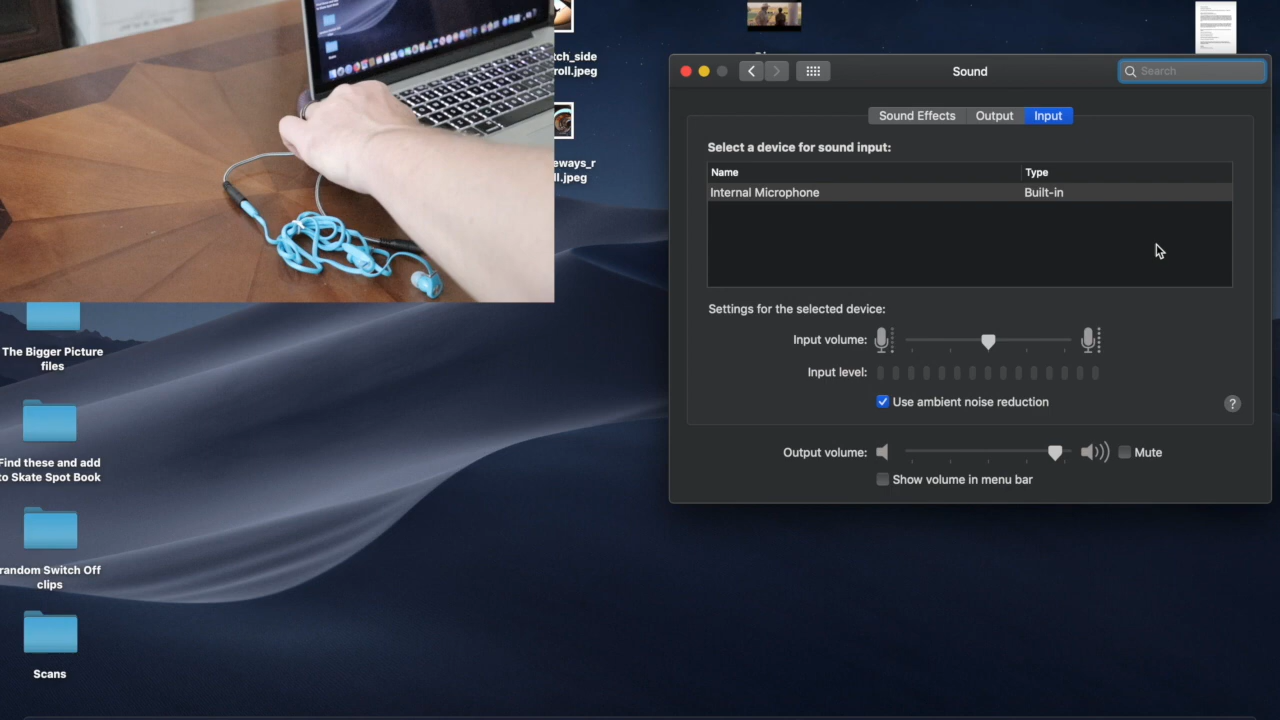 tch_side
roll.jpeg
eways_r
ll.jpeg
The Bigger Picture
files
Find these and add
to Skate Spot Book
random Switch Off
clips
Scans
Sound
Search
Sound Effects
Output
Input
Select a device for sound input:
Name
Type
Internal Microphone
Built-in
Settings for the selected device:
Input volume:
Input level:
Use ambient noise reduction
?
Output volume:
Mute
Show volume in menu bar